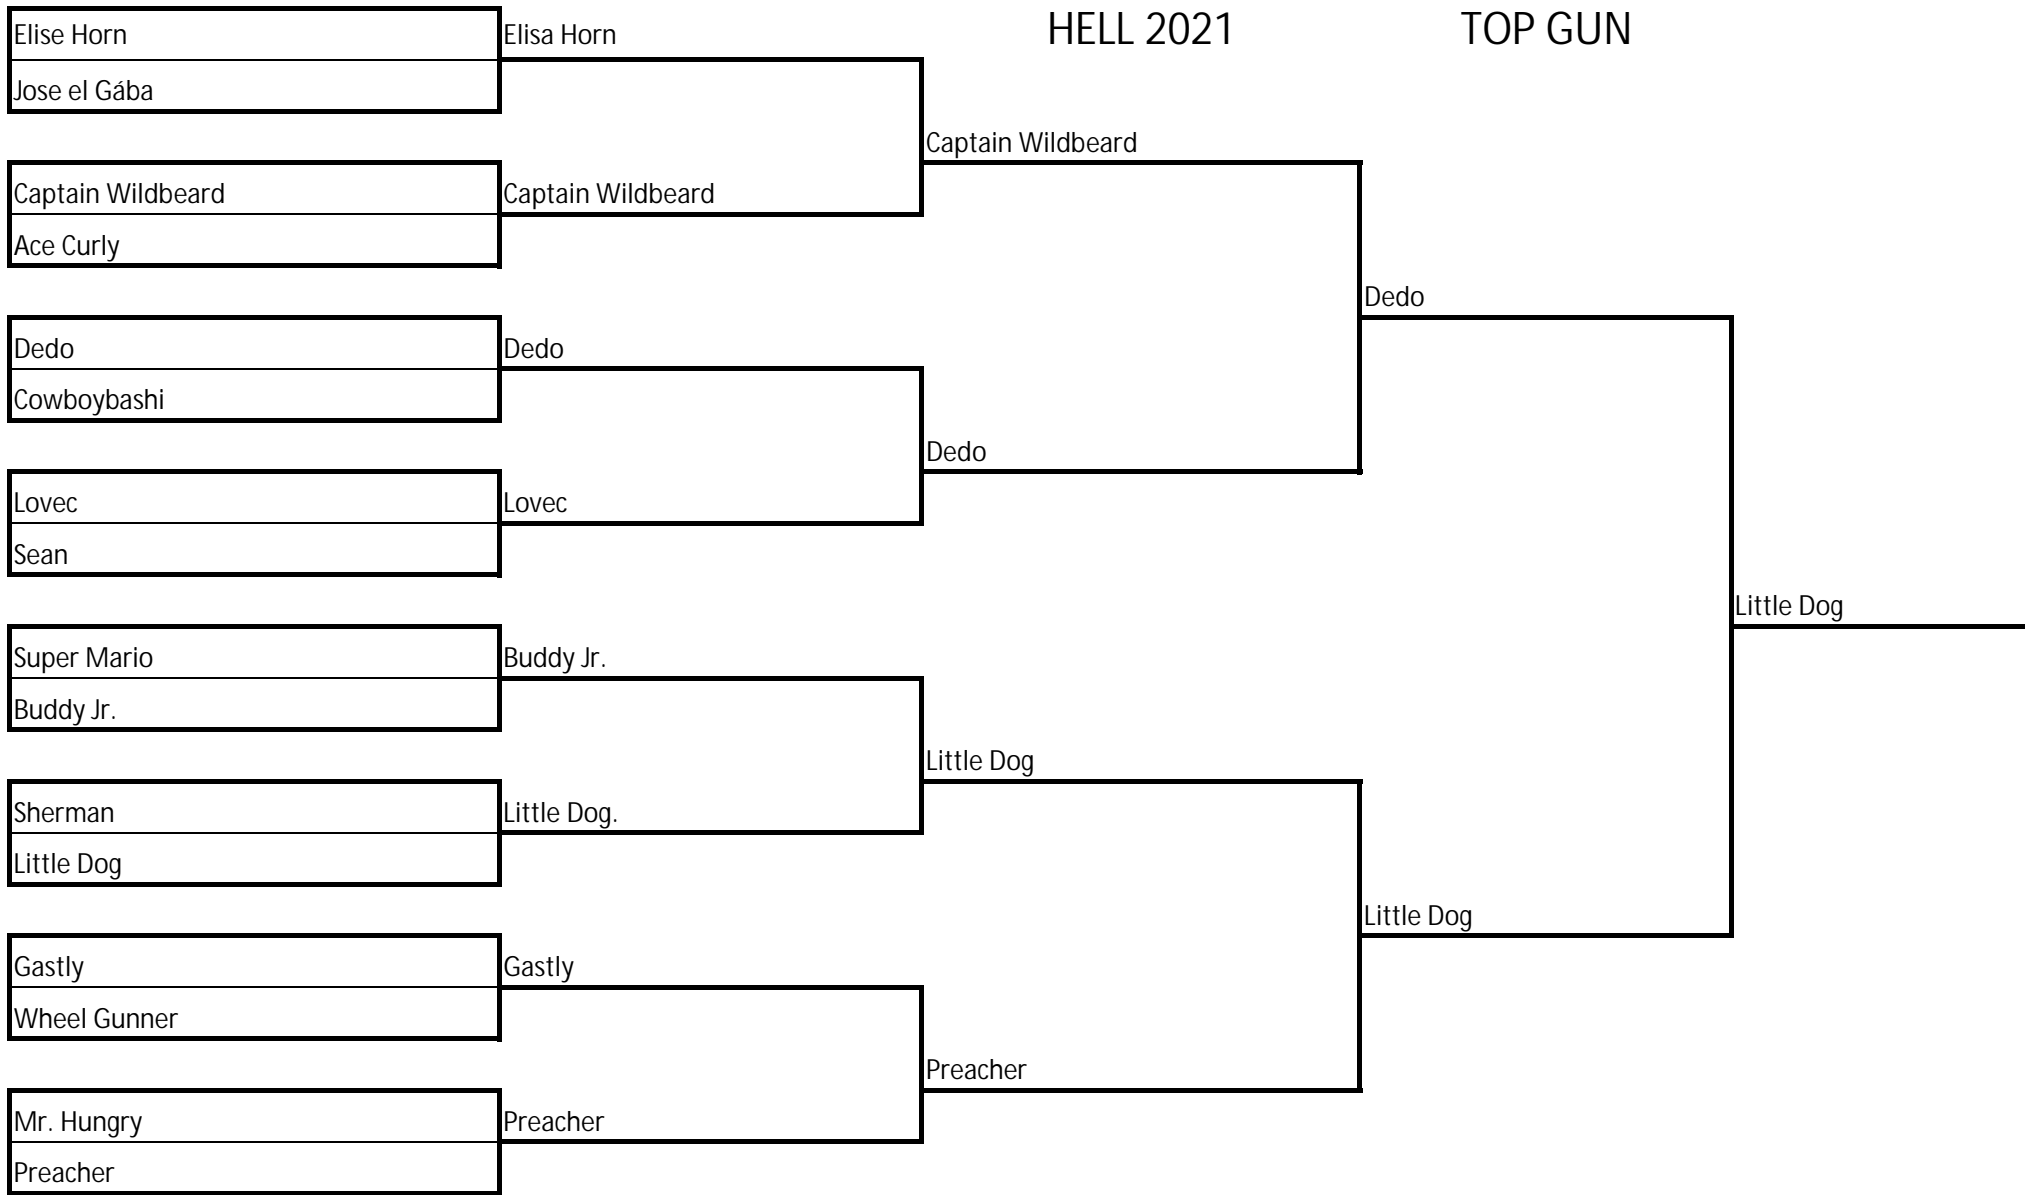 Elise Horn Elisa Horn HELL 2021 TOP GUN
Jose el Gába
Captain Wildbeard
Captain Wildbeard Captain Wildbeard
Ace Curly
Dedo
Dedo Dedo
Cowboybashi
Dedo
Lovec Lovec
Sean
Little Dog
Super Mario Buddy Jr.
Buddy Jr.
Little Dog
Sherman Little Dog.
Little Dog
Little Dog
Gastly Gastly
Wheel Gunner
Preacher
Mr. Hungry Preacher
Preacher